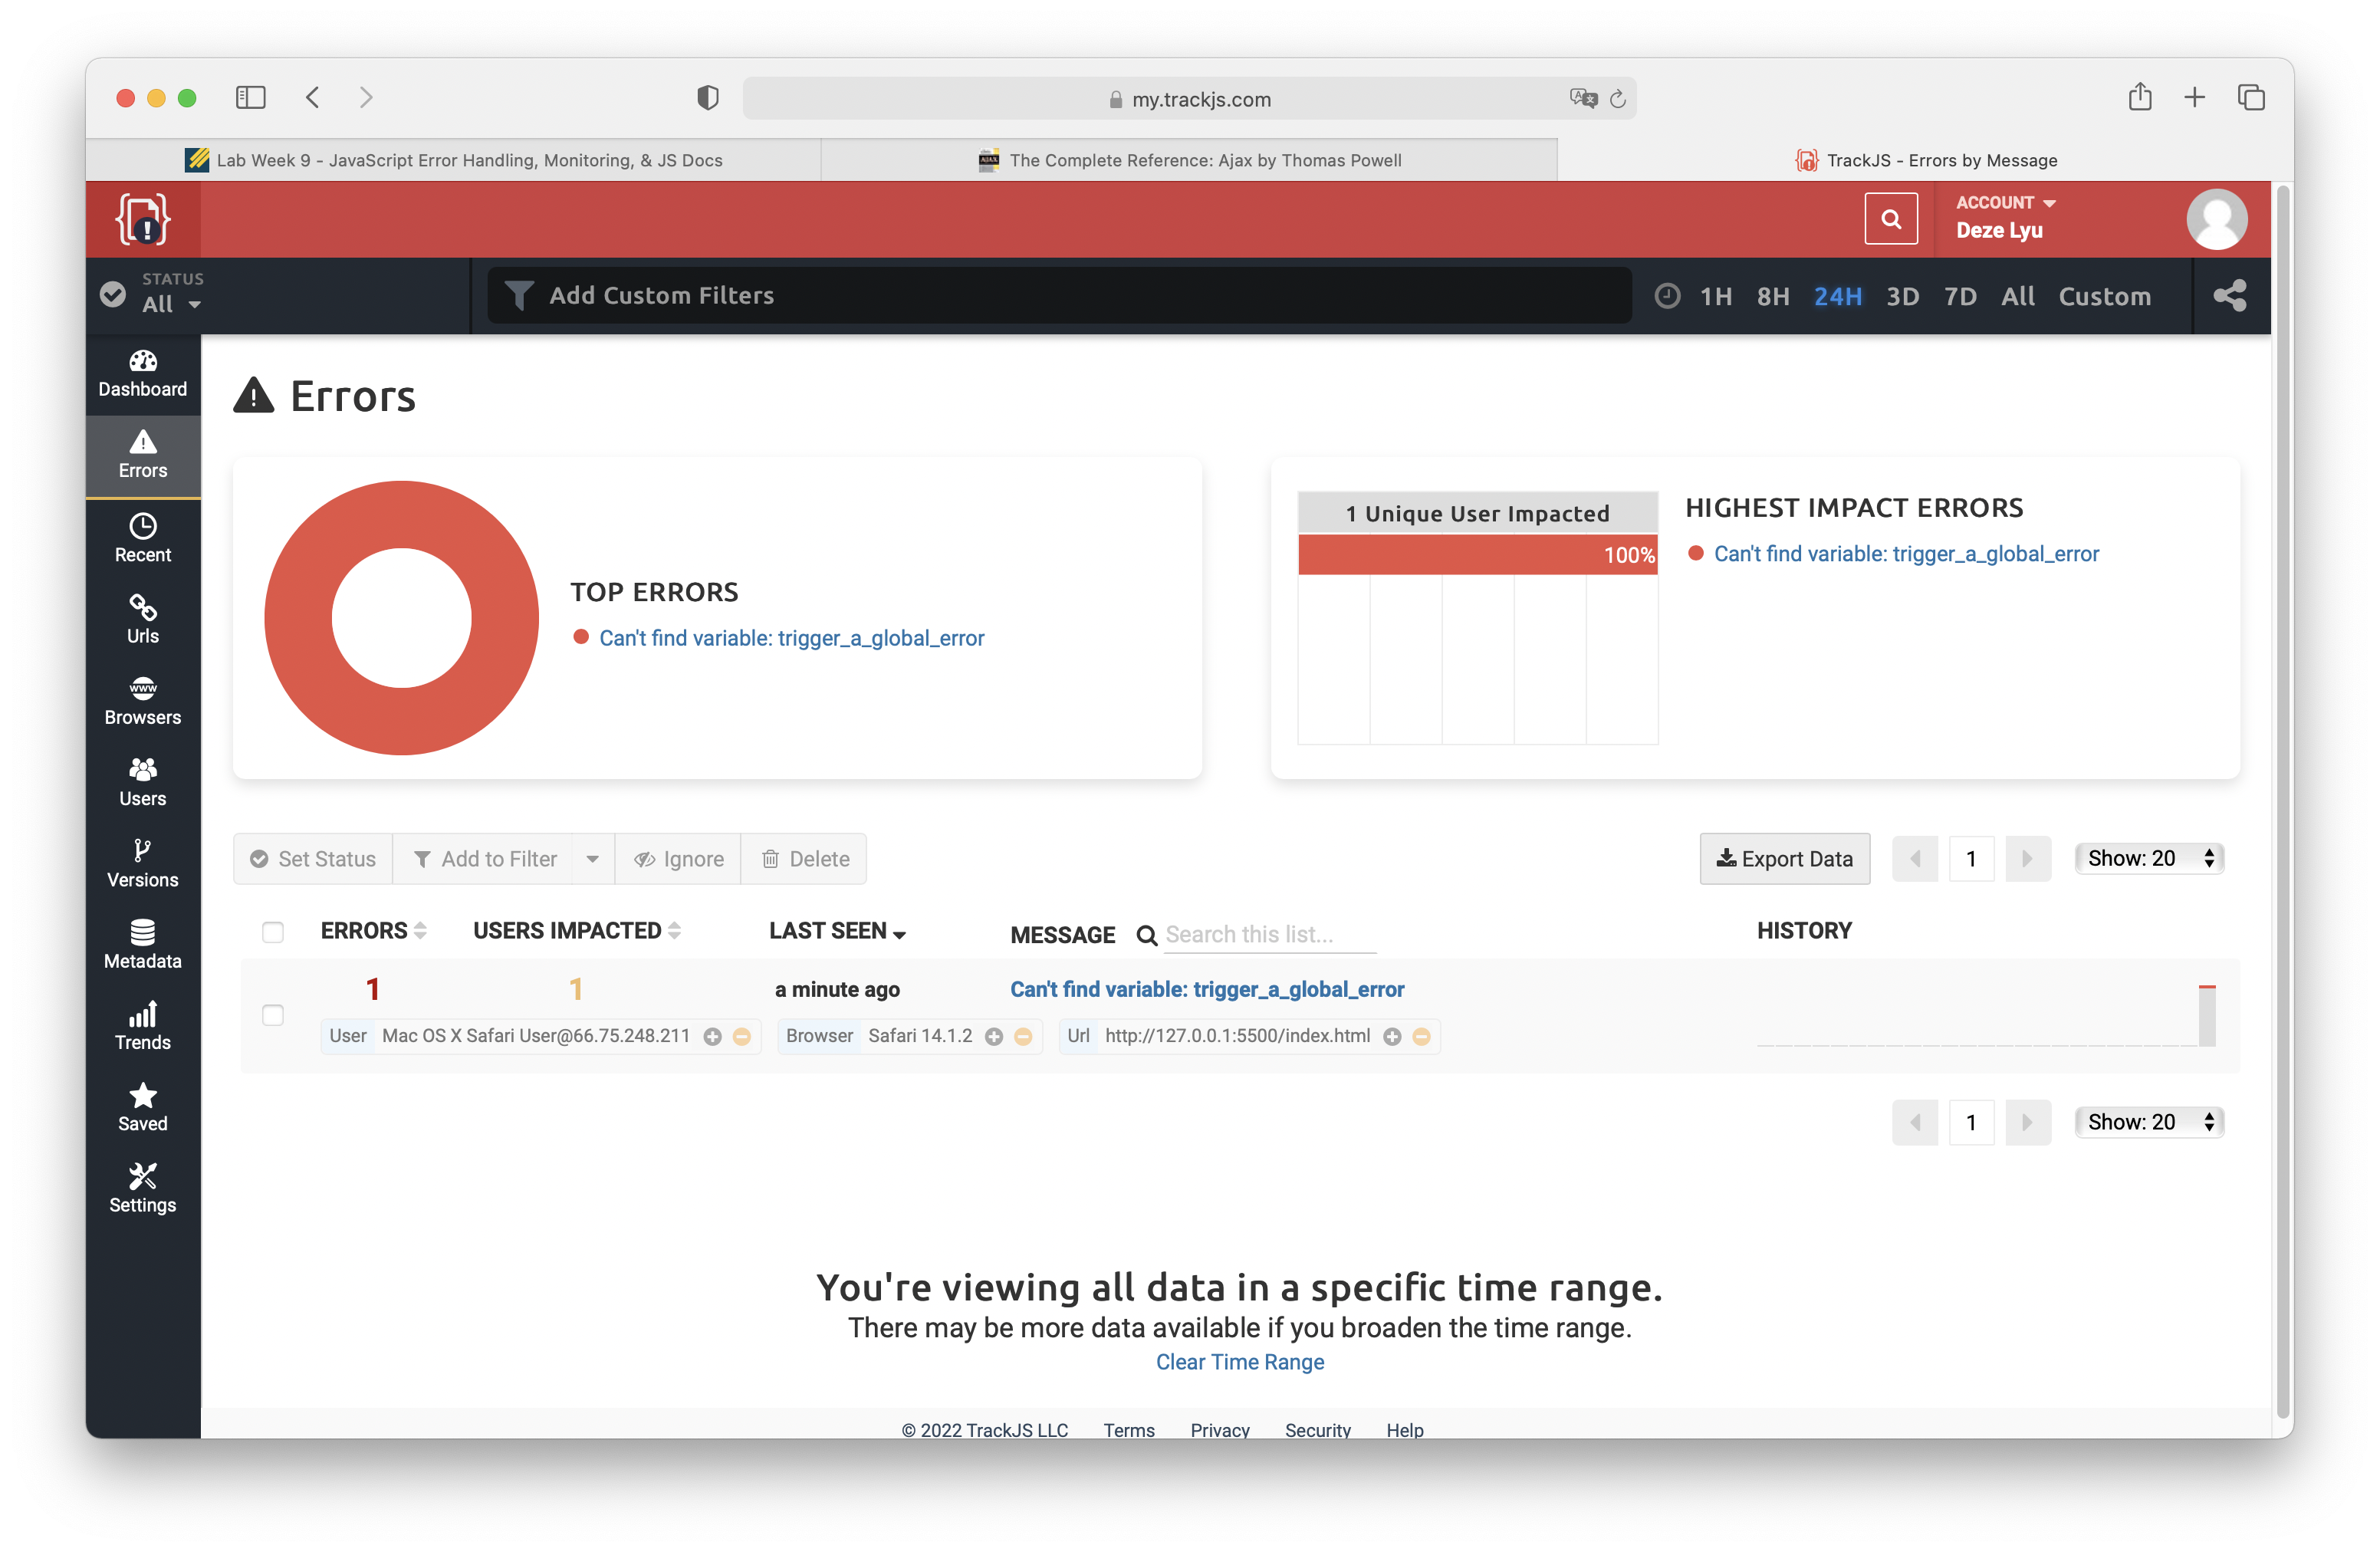 my.trackjs.com
Lab Week 9 - JavaScript Error Handling, Monitoring, & JS Docs
The Complete Reference: Ajax by Thomas Powell
TrackJS - Errors by Message
ACCOUNT
Deze Lyu
STATUS
All
Add Custom Filters
1H 8H 24H 3D 7D All Custom
Dashboard
Errors
Recent
Urls
WWW
Browsers
Users
Versions
Metadata
Trends
Saved
Settings
Errors
TOP ERRORS
Can't find variable: trigger_a_global_error
1 Unique User Impacted
100%
HIGHEST IMPACT ERRORS
Can't find variable: trigger_a_global_error
Set Status Add to Filter Ignore Delete
Export Data 1 Show: 20
ERRORS USERS IMPACTED LAST SEEN MESSAGE Search this list... HISTORY
1 1 a minute ago Can't find variable: trigger_a_global_error
User Mac OS X Safari User@66.75.248.211 Browser Safari 14.1.2 Url http://127.0.0.1:5500/index.html
1 Show: 20
You're viewing all data in a specific time range.
There may be more data available if you broaden the time range.
Clear Time Range
© 2022 TrackJS LLC Terms Privacy Security Help